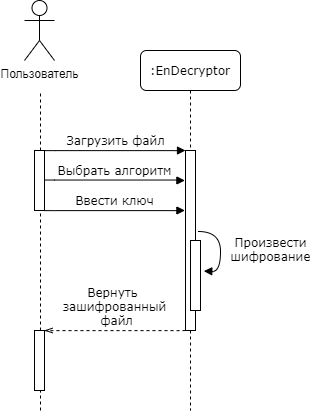 Пользователь
:EnDecryptor
Загрузить файл
Выбрать алгоритм
Ввести ключ
Произвести
шифрование
Вернуть
зашифрованный
файл